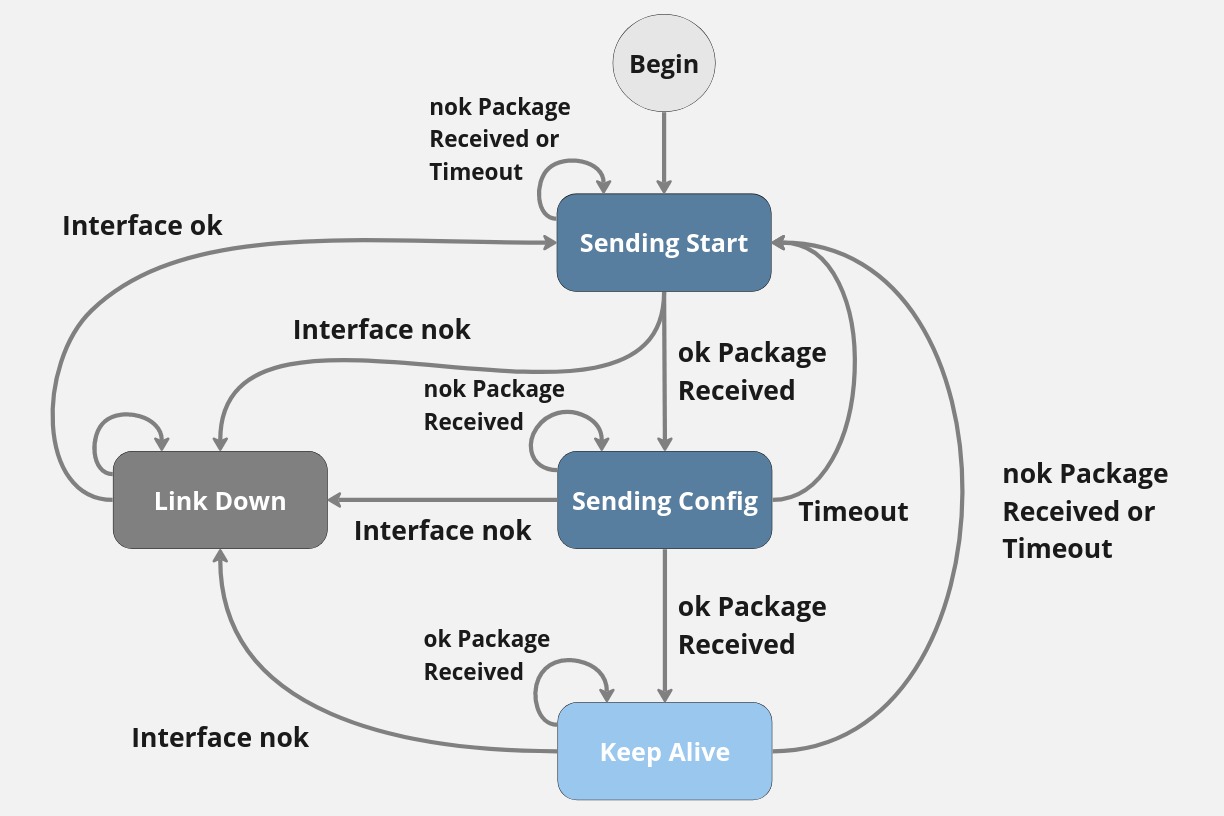 Begin
nok Package
Received or
Timeout
Interface ok
Sending Start
Interface nok
ok Package
Received
nok Package
Received
Link Down
Sending Config
Timeout
Interface nok
nok Package
Received or
Timeout
ok Package
Received
ok Package
Received
Interface nok
Keep Alive